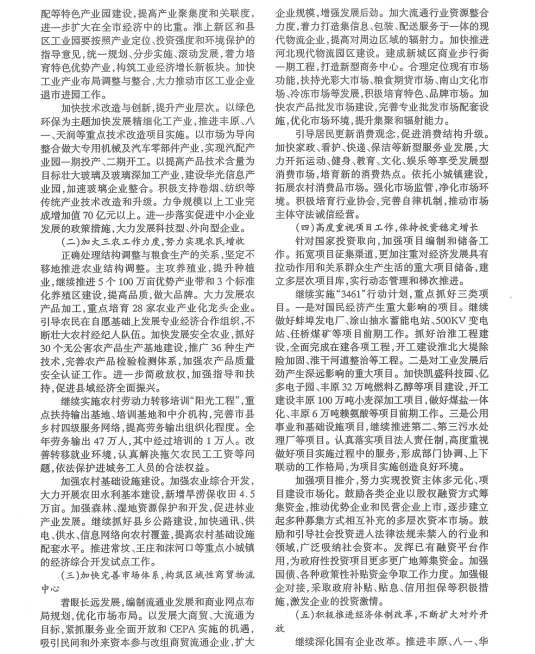 配等特色产业园建设，提高产业聚集度和关联度，
进一步扩大在全市经济中的比重。淮上新区和县
区工业园要按照产业定位、投资强度和环境保护的
指导意见，统一规划、分步实施、滚动发展，着力培
育特色优势产业，构筑工业经济增长新板块。加快
工业产业布局调整与整合，大力推动市区工业企业
退市进园工作。
加快技术改造与创新，提升产业层次。以绿色
环保为主题加快发展精细化工产业，推进丰原、八
一、天润等重点技术改造项目实施。以市场为导向
整合做大专用机械及汽车零部件产业，实现汽配产
业园一期投产、二期开工。以提高产品技术含量为
目标壮大玻璃及玻璃深加工产业，建设华光信息产
业园，加速玻璃企业整合。积极支持卷烟、纺织等
传统产业技术改造和升级。力争规模以上工业完
成增加值70亿元以上。进一步落实促进中小企业
发展的政策措施，大力发展科技型、外向型企业。
(二)加大三农工作力度，努力实现农民增收
正确处理结构调整与粮食生产的关系，坚定不
移地推进农业结构调整。主攻养殖业，提升种植
业，继续推进5个100万亩优势产业带和3个标准
化养殖区建设，提高品质，做大品牌。大力发展农
产品加工，重点培育28家农业产业化龙头企业。
引导农民在自愿基础上发展专业经济合作组织，不
断壮大农村经纪人队伍。加快发展安全农业，抓好
30个无公害农产品生产基地建设，推广36种生产
技术，完善农产品检验检测体系，加强农产品质量
安全认证工作。进一步简政放权，加强指导和扶
持，促进县域经济全面振兴。
继续实施农村劳动力转移培训“阳光工程”，重
点扶持输出基地、培训基地和中介机构，完善市县
乡村四级服务网络，提高劳务输出组织化程度。全
年劳务输出47万人，其中经过培训的1万人。改
善转移就业环境，认真解决拖欠农民工工资等问
题，依法保护进城务工人员的合法权益。
加强农村基础设施建设。加强农业综合开发，
大力开展农田水利基本建设，新增旱涝保收田4.5
万亩。加强森林、湿地资源保护和开发，促进林业
产业发展。继续抓好县乡公路建设，加快通讯、供
电、供水、信息网络向农村覆盖，提高农村基础设施
配套水平。推进常坟、王庄和浍河口等重点小城镇
的经济综合开发试点工作。
(三)加快完善市场体系，构筑区域性商贸物流
中心
着眼长远发展，编制流通业发展和商业网点布
局规划，优化市场布局。以发展大商贸、大流通为
目标，紧抓服务业全面开放和CEPA实施的机遇，
吸引民间和外来资本参与改组商贸流通企业，扩大
企业规模，增强发展后劲。加大流通行业资源整合
力度，着力打造集信息、包装、配送服务于一体的现
代物流企业，提高对周边区域的辐射力。加快推进
河北现代物流园区建设。建成新城区商业步行街
一期工程，打造新型商务中心。合理定位现有市场
功能，扶持光彩大市场、粮食期货市场、南山文化市
场、冷冻市场等发展，积极培育特色、品牌市场。加
快农产品批发市场建设，完善专业批发市场配套设
施，优化市场环境，提升集聚和辐射能力。
引导居民更新消费观念，促进消费结构升级。
加快家政、看护、快递、保洁等新型服务业发展，大
力开拓运动、健身、教育、文化、娱乐等享受发展型
消费市场，培育新的消费热点。依托小城镇建设，
拓展农村消费品市场。强化市场监管，净化市场环
境。积极培育行业协会，完善自律机制，推动市场
主体守法诚信经营。
(四)高度重视项目工作，保持投资稳定增长
针对国家投资取向，加强项目编制和储备工
作。拓宽项目征集渠道，更加注重对经济发展具有
拉动作用和关系群众生产生活的重大项目储备，建
立多层次项目库，实行动态管理和梯次推进。
继续实施“3461”行动计划，重点抓好三类项
目。一是对国民经济产生重大影响的项目。继续
做好蚌埠发电厂、涂山抽水蓄能电站、500KV变电
站、任桥煤矿等项目前期工作。抓好治淮工程建
设，全面完成在建各项工程，开工建设淮北大堤除
险加固、淮干河道整治等工程。二是对工业发展后
劲产生深远影响的重大项目。加快凯盛科技园、亿
多电子园、丰原32万吨燃料乙醇等项目建设，开工
建设丰原100万吨小麦深加工项目，做好煤盐一体
化、丰原6万吨赖氨酸等项目前期工作。三是公用
事业和基础设施项目，继续推进第二、第三污水处
理厂等项目。认真落实项目法人责任制，高度重视
做好项目实施过程中的服务，形成部门协调、上下
联动的工作格局，为项目实施创造良好环境。
加强项目推介，努力实现投资主体多元化、项
目建设市场化。鼓励各类企业以股权融资方式筹
集资金，推动优势企业和民营企业上市，逐步建立
起多种募集方式相互补充的多层次资本市场。鼓
励和引导社会投资进入法律法规未禁入的行业和
领域，广泛吸纳社会资本。发挥已有融资平台作
用，为政府性投资项目更多更广地筹集资金。加强
国债、各种政策性补贴资金争取工作力度。加强银
企对接，采取政府补贴、贴息、信用担保等积极措
施，激发企业的投资激情。
(五)积极推进经济体制改革，不断扩大对外开
放
继续深化国有企业改革。推进丰原、八一、华